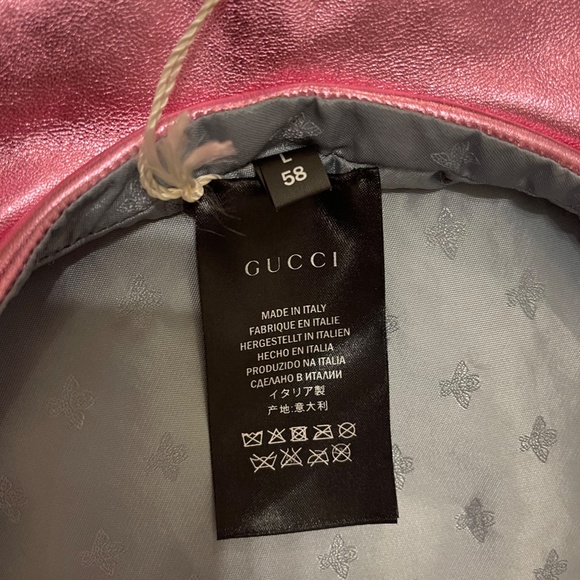 L
58
GUCCI
MADE IN ITALY
FABRIQUE EN ITALIE
HERGESTELLT IN ITALIEN
HECHO EN ITALIA
PRODUZIDO NA ITALIA
СДЕЛАНО В ИТАЛИИ
イタリア製
产地:意大利